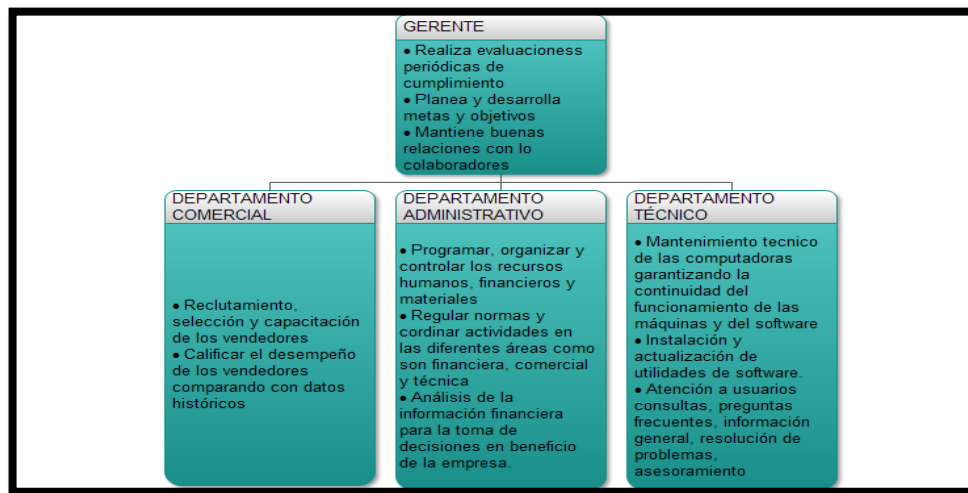 GERENTE
• Realiza evaluacioness
periódicas de
cumplimiento
• Planea y desarrolla
metas y objetivos
• Mantiene buenas
relaciones con lo
colaboradores
DEPARTAMENTO
COMERCIAL
• Reclutamiento,
selección y capacitación
de los vendedores
• Calificar el desempeño
de los vendedores
comparando con datos
históricos
DEPARTAMENTO
ADMINISTRATIVO
• Programar, organizar y
controlar los recursos
humanos, financieros y
materiales
• Regular normas y
cordinar actividades en
las diferentes áreas como
son financiera, comercial
y técnica
• Análisis de la
información financiera
para la toma de
decisiones en beneficio
de la empresa.
DEPARTAMENTO
TÉCNICO
• Mantenimiento tecnico
de las computadoras
garantizando la
continuidad del
funcionamiento de las
máquinas y del software
• Instalación y
actualización de
utilidades de software.
• Atención a usuarios
consultas, preguntas
frecuentes, información
general, resolución de
problemas,
asesoramiento